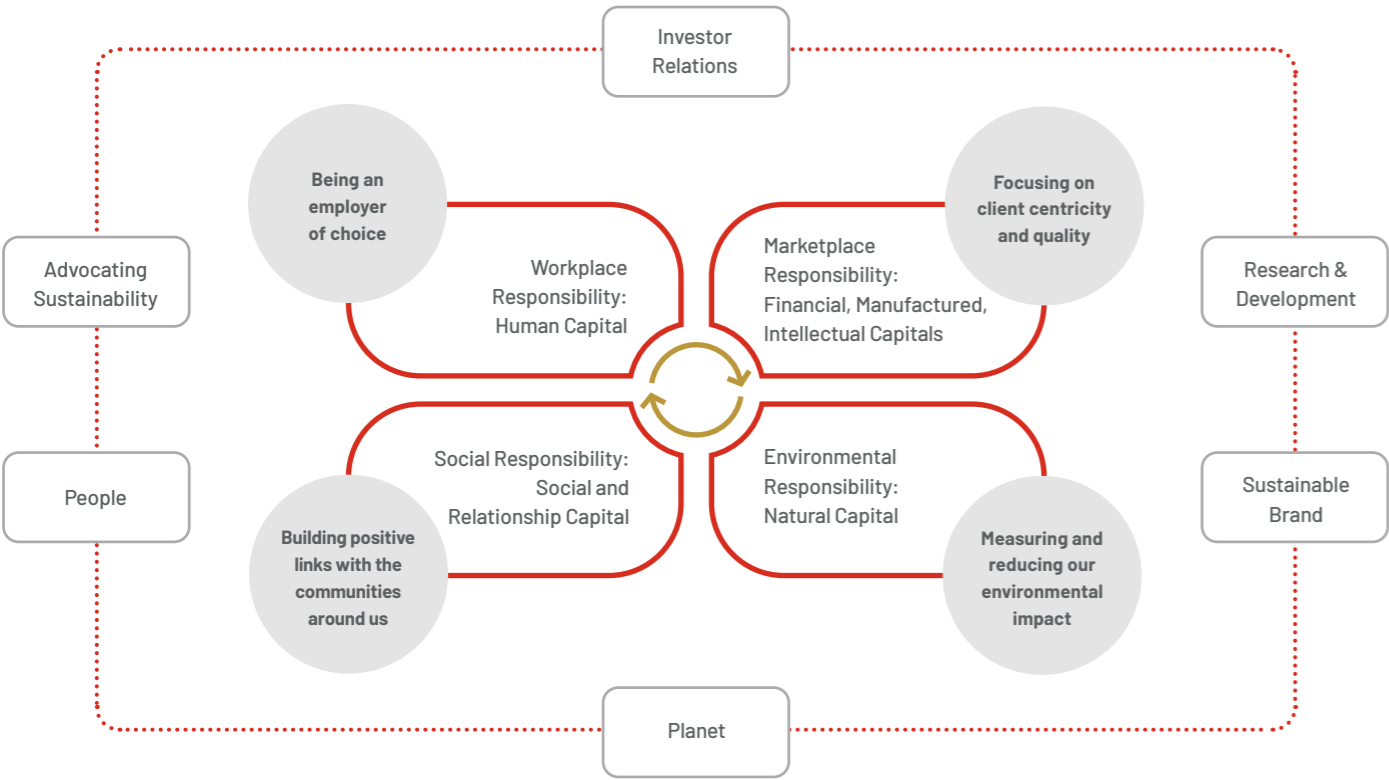 Investor
Relations
Being an
employer
of choice
Focusing on
client centricity
and quality
Advocating
Sustainability
Workplace
Responsibility:
Human Capital
Marketplace
Responsibility:
Financial, Manufactured,
Intellectual Capitals
Research &
Development
People
Social Responsibility:
Social and
Relationship Capital
Environmental
Responsibility:
Natural Capital
Sustainable
Brand
Building positive
links with the
communities
around us
Measuring and
reducing our
environmental
impact
Planet